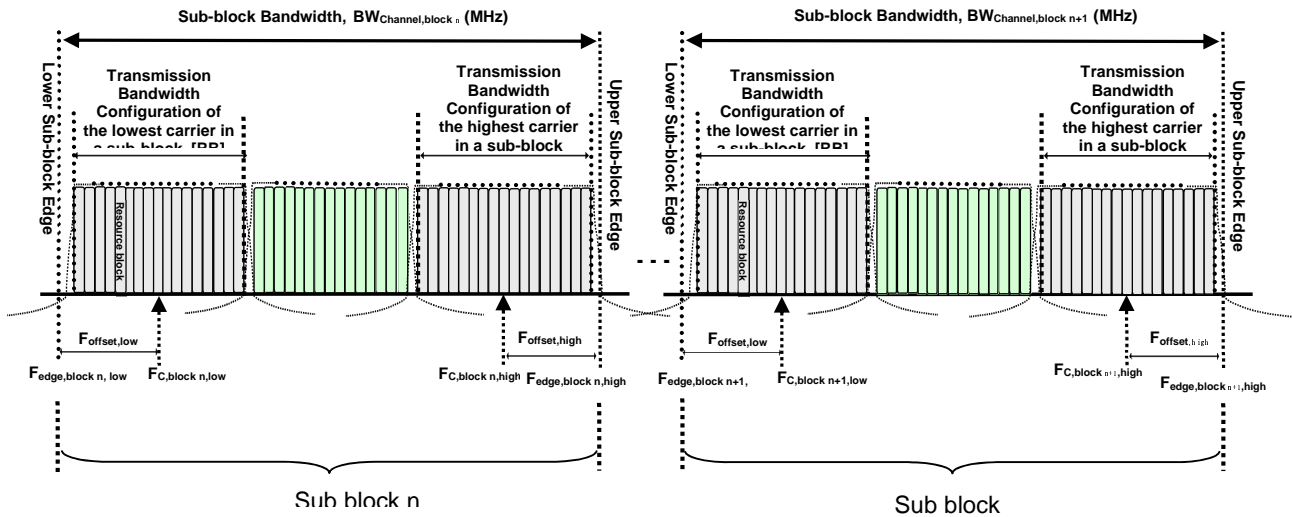 Sub-block Bandwidth, BWChannel,block n (MHz)
Sub-block Bandwidth, BWChannel,block n+1 (MHz)
Lower Sub-block Edge
Transmission
Bandwidth
Configuration of
the lowest carrier in
a sub-block [RB]
Transmission
Bandwidth
Configuration of
the highest carrier
in a sub-block
Upper Sub-block Edge
Lower Sub-block Edge
Transmission
Bandwidth
Configuration of
the lowest carrier in
a sub-block [RB]
Transmission
Bandwidth
Configuration of
the highest carrier
in a sub-block
Upper Sub-block Edge
Resource block
Resource block
...
Foffset,low
Foffset,high
Foffset,low
Foffset,high
Fedge,block n, low
FC,block n,low
FC,block n,high
Fedge,block n,high
Fedge,block n+1,
FC,block n+1,low
FC,block n+1,high
Fedge,block n+1,high
Sub block n
Sub block